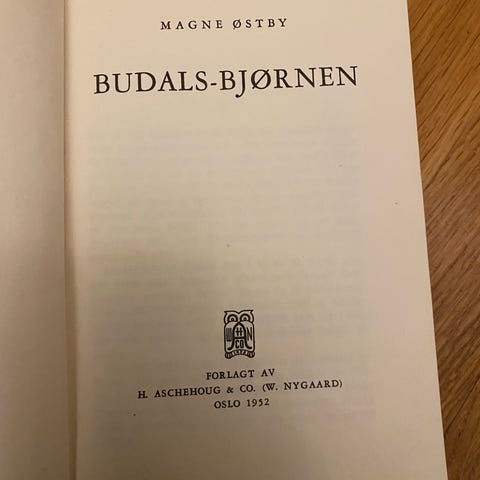 MAGNE ØSTBY
BUDALS-BJØRNEN
FORLAGT AV
H. ASCHEHOUG & CO. (W. NYGAARD)
OSLO 1952